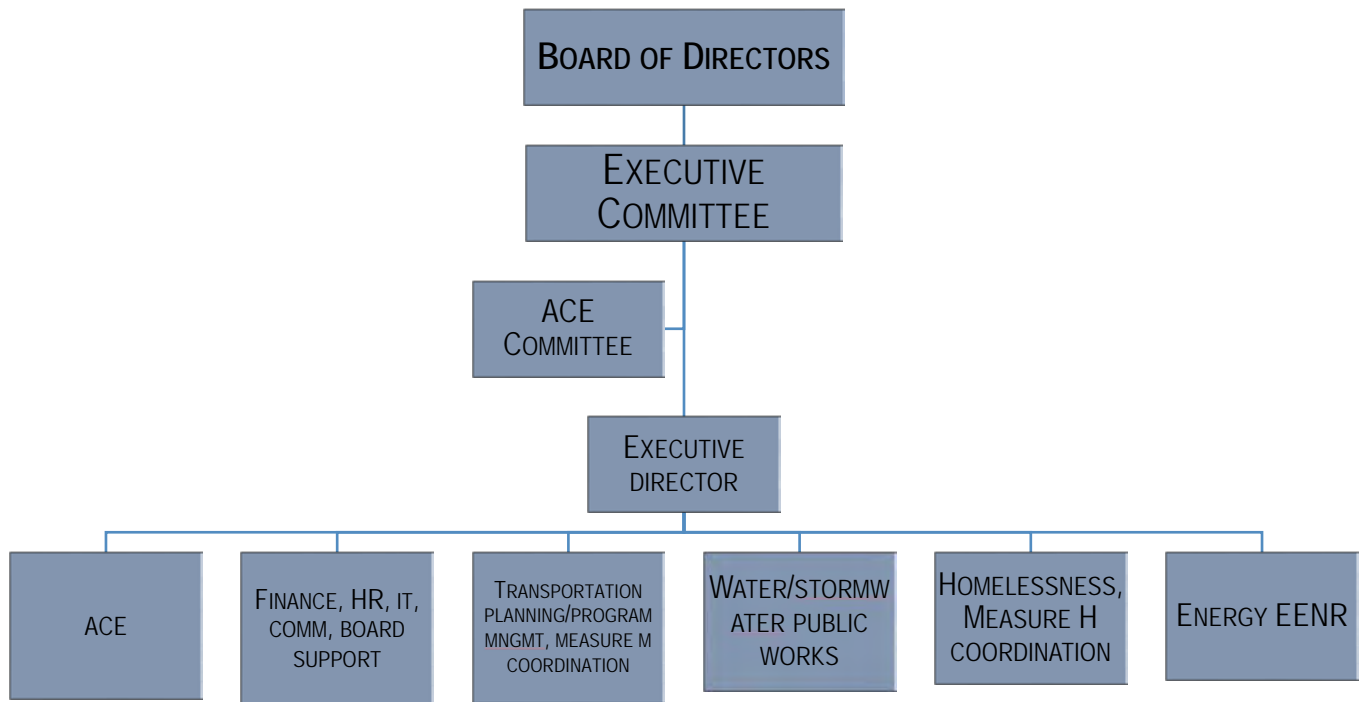 BOARD OF DIRECTORS
EXECUTIVE
COMMITTEE
ACE
COMMITTEE
EXECUTIVE
DIRECTOR
ACE
FINANCE, HR, IT,
COMM, BOARD
SUPPORT
TRANSPORTATION
PLANNING/PROGRAM
MNGMT, MEASURE M
COORDINATION
WATER/STORMW
ATER PUBLIC
WORKS
HOMELESSNESS,
MEASURE H
COORDINATION
ENERGY EENR